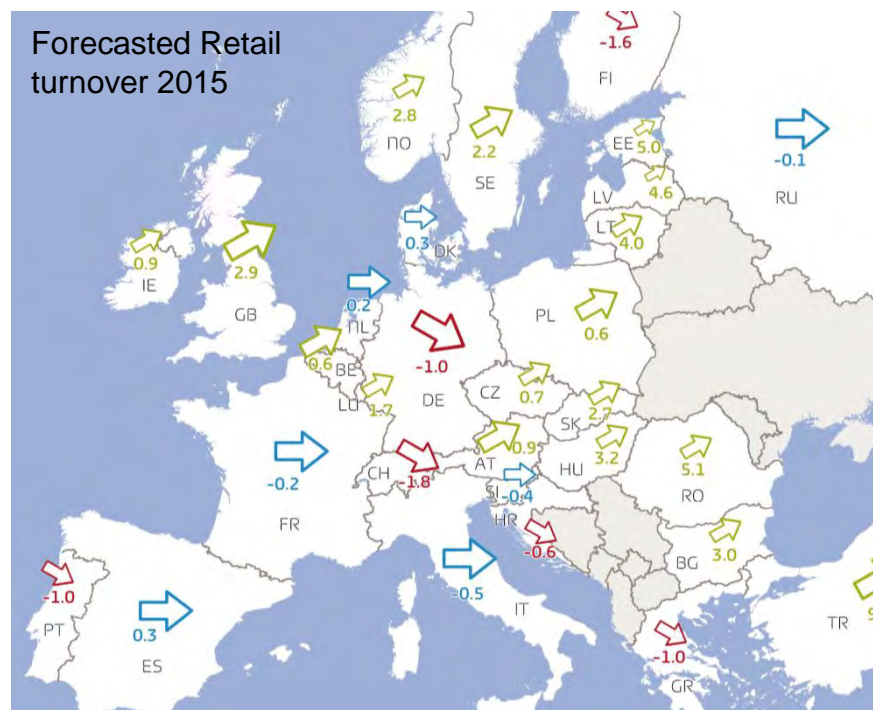 Forecasted Retail
turnover 2015
-1.6
FI
2.8
NO
2.2
SE
5.0
EE
-0.1
RU
4.6
LV
LT
4.0
0.3
DK
0.9
IE
2.9
GB
0.2
NL
0.6
BE
LU
1.7
-1.0
DE
PL
0.6
CZ
0.7
SK
2.7
0.9
AT
HU
3.2
CH
-1.8
-0.4
SI
HR
-0.6
5.1
RO
3.0
BG
-0.2
FR
-0.5
IT
-1.0
PT
0.3
ES
-1.0
GR
TR
9